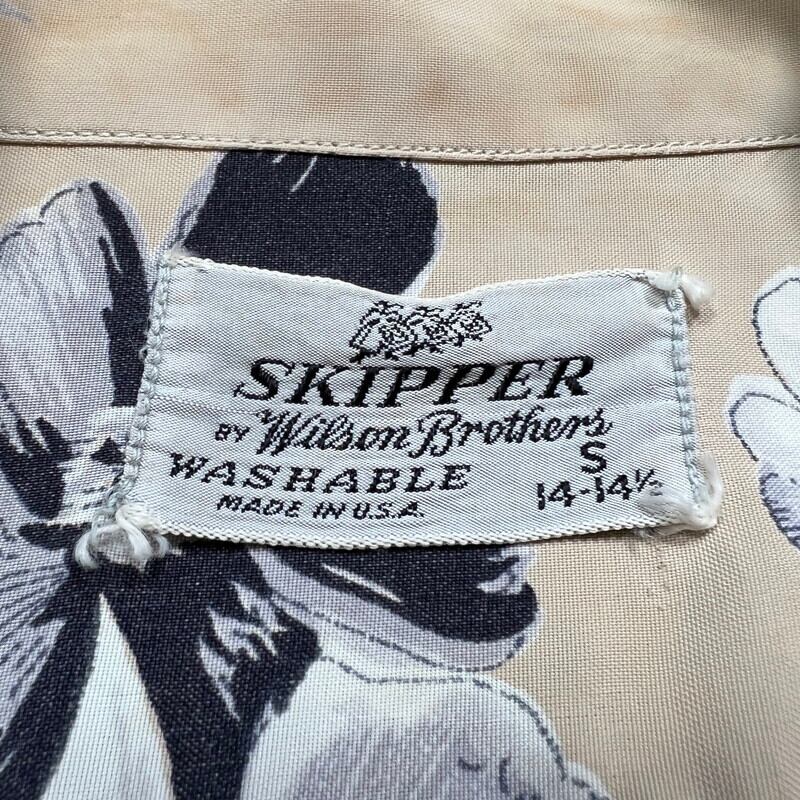 SKIPPER
BY Wilson Brothers
WASHABLE S
MADE IN U.S.A. 14-14½